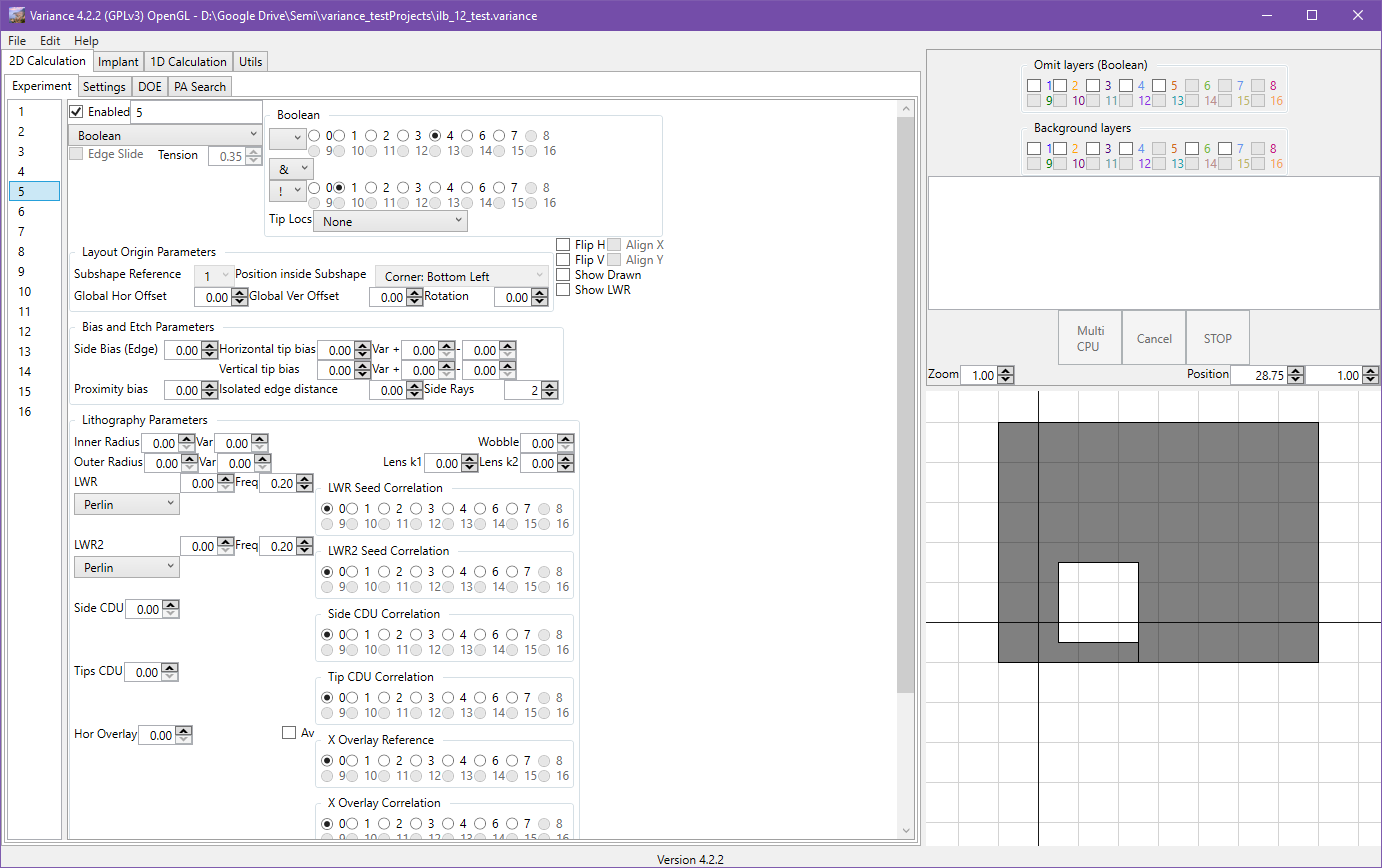 Variance 4.2.2 (GPLv3) OpenGL - D:\Google Drive\Semi\variance_testProjects\ilb_12_test.variance
File Edit Help
2D Calculation Implant 1D Calculation Utils
Experiment Settings DOE PA Search
1
2
3
4
5
6
7
8
9
10
11
12
13
14
15
16
Enabled 5
Boolean
Edge Slide Tension 0.35
Boolean
0 1 2 3 4 6 7 8
9 10 11 12 13 14 15 16
&
! 0 1 2 3 4 6 7 8
9 10 11 12 13 14 15 16
Tip Locs None
Layout Origin Parameters
Subshape Reference 1 Position inside Subshape Corner: Bottom Left
Global Hor Offset 0.00 Global Ver Offset 0.00 Rotation 0.00
Flip H Align X
Flip V Align Y
Show Drawn
Show LWR
Bias and Etch Parameters
Side Bias (Edge) 0.00 Horizontal tip bias 0.00 Var + 0.00 - 0.00
Vertical tip bias 0.00 Var + 0.00 - 0.00
Proximity bias 0.00 Isolated edge distance 0.00 Side Rays 2
Lithography Parameters
Inner Radius 0.00 Var 0.00 Wobble 0.00
Outer Radius 0.00 Var 0.00 Lens k1 0.00 Lens k2 0.00
LWR 0.00 Freq 0.20
Perlin
LWR Seed Correlation
0 1 2 3 4 6 7 8
9 10 11 12 13 14 15 16
LWR2 0.00 Freq 0.20
Perlin
LWR2 Seed Correlation
0 1 2 3 4 6 7 8
9 10 11 12 13 14 15 16
Side CDU 0.00
Side CDU Correlation
0 1 2 3 4 6 7 8
9 10 11 12 13 14 15 16
Tips CDU 0.00
Tip CDU Correlation
0 1 2 3 4 6 7 8
9 10 11 12 13 14 15 16
Hor Overlay 0.00 Av
X Overlay Reference
0 1 2 3 4 6 7 8
9 10 11 12 13 14 15 16
X Overlay Correlation
0 1 2 3 4 6 7 8
9 10 11 12 13 14 15 16
Omit layers (Boolean)
1 2 3 4 5 6 7 8
9 10 11 12 13 14 15 16
Background layers
1 2 3 4 5 6 7 8
9 10 11 12 13 14 15 16
Multi
CPU
Cancel
STOP
Zoom 1.00 Position 28.75 1.00
Version 4.2.2